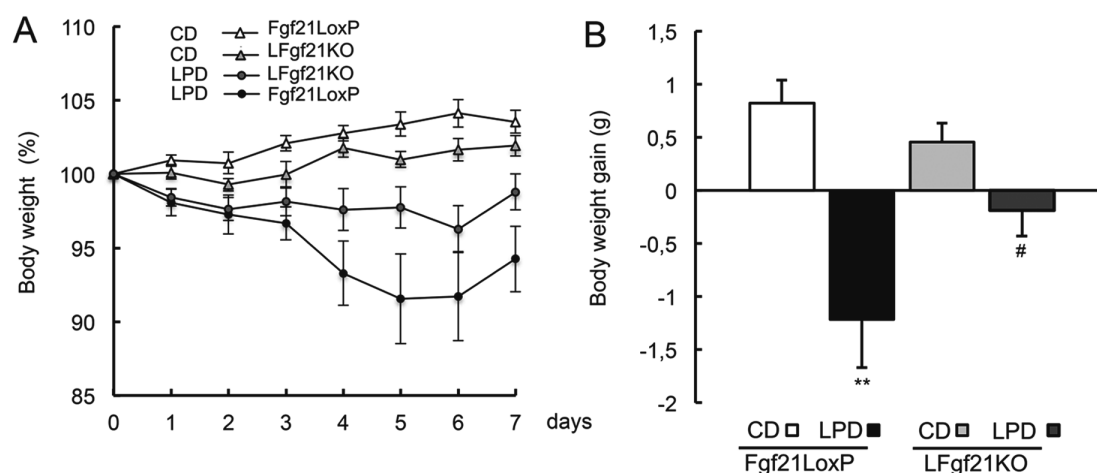 A
Body weight (%)
110
105
100
95
90
85
0 1 2 3 4 5 6 7 days
CD Fgf21LoxP
CD LFgf21KO
LPD LFgf21KO
LPD Fgf21LoxP
B
Body weight gain (g)
1,5
1
0,5
0
-0,5
-1
-1,5
-2
**
#
CD LPD CD LPD
Fgf21LoxP LFgf21KO